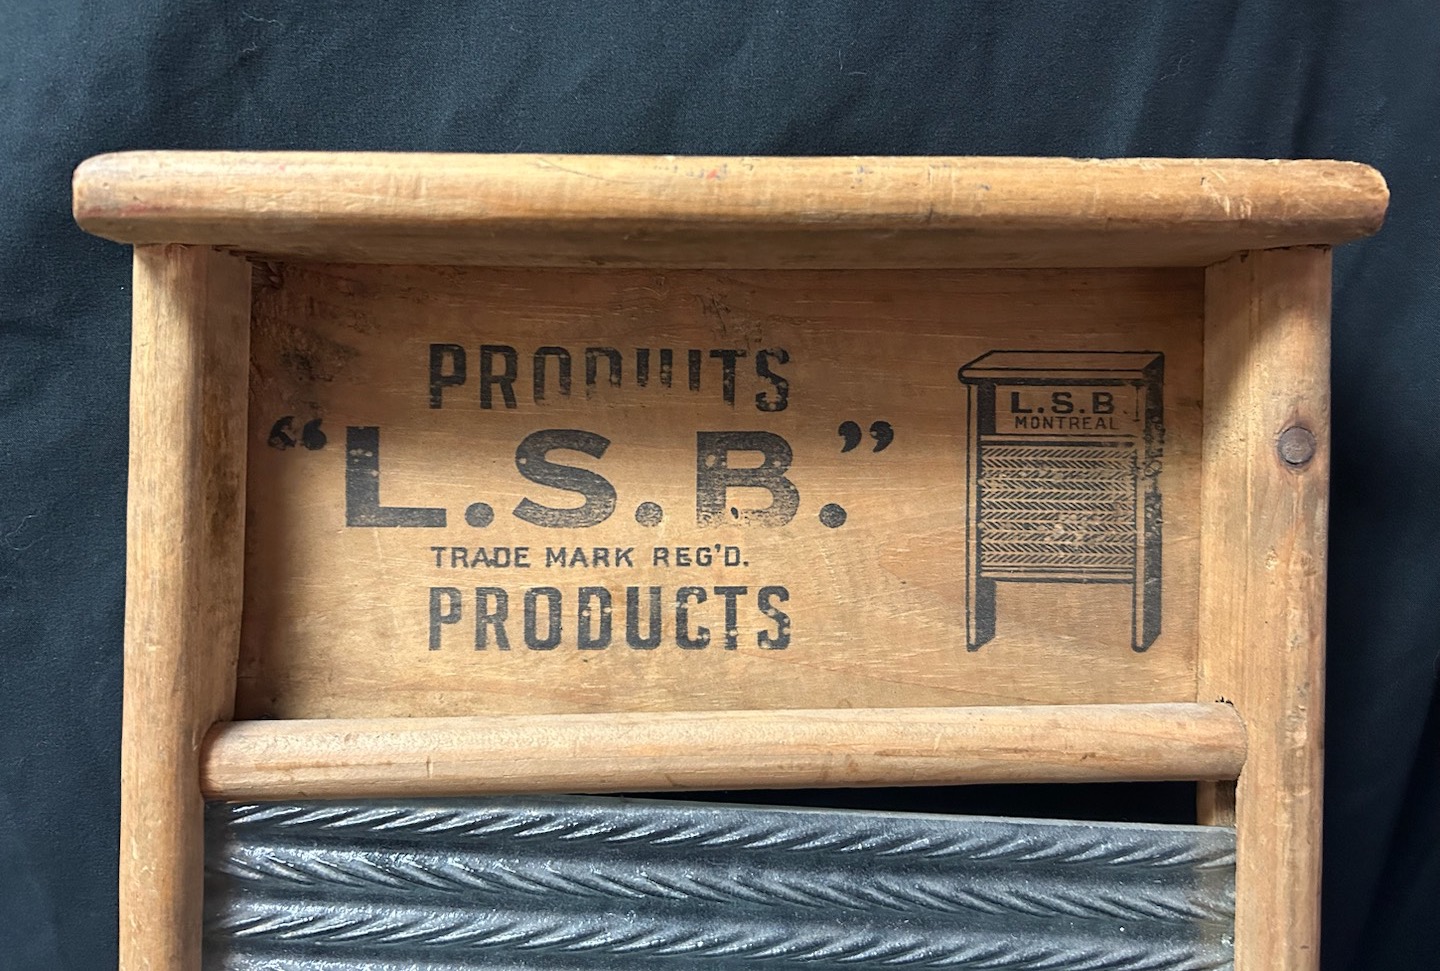 PRODUITS
“L.S.B.”
TRADE MARK REG'D.
PRODUCTS
L.S.B.
MONTREAL